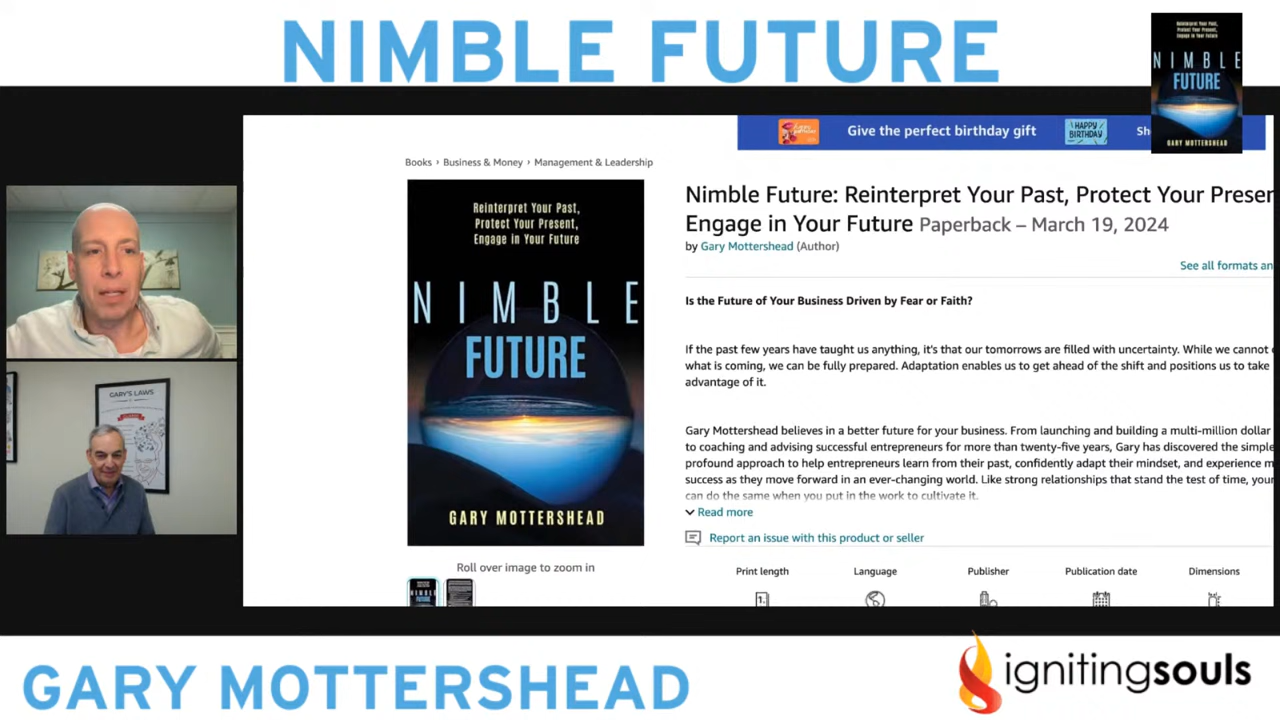 NIMBLE FUTURE
Reinterpret Your Past,
Protect Your Present,
Engage in Your Future
NIMBLE
FUTURE
GARY MOTTERSHEAD
Give the perfect birthday gift
HAPPY
BIRTHDAY
Sh
Books › Business & Money › Management & Leadership
Reinterpret Your Past,
Protect Your Present,
Engage in Your Future
NIMBLE
FUTURE
GARY MOTTERSHEAD
Roll over image to zoom in
NIMBLE
FUTURE
Nimble Future: Reinterpret Your Past, Protect Your Presen
Engage in Your Future Paperback – March 19, 2024
by Gary Mottershead (Author)
See all formats an
Is the Future of Your Business Driven by Fear or Faith?
If the past few years have taught us anything, it's that our tomorrows are filled with uncertainty. While we cannot
what is coming, we can be fully prepared. Adaptation enables us to get ahead of the shift and positions us to take
advantage of it.
Gary Mottershead believes in a better future for your business. From launching and building a multi-million dollar
to coaching and advising successful entrepreneurs for more than twenty-five years, Gary has discovered the simple
profound approach to help entrepreneurs learn from their past, confidently adapt their mindset, and experience m
success as they move forward in an ever-changing world. Like strong relationships that stand the test of time, your
can do the same when you put in the work to cultivate it.
Read more
Report an issue with this product or seller
Print length
Language
Publisher
Publication date
Dimensions
GARY'S LAWS
GARY MOTTERSHEAD
ignitingsouls